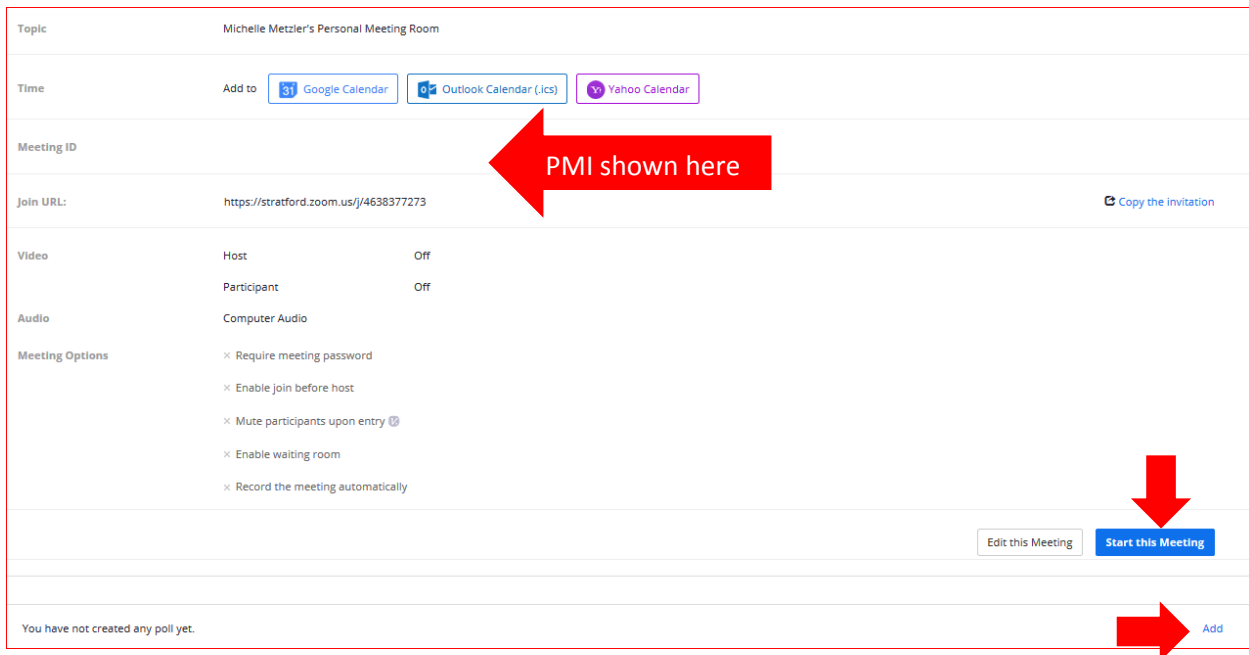 Topic Michelle Metzler's Personal Meeting Room
Time Add to 31 Google Calendar Outlook Calendar (.ics) Yahoo Calendar
Meeting ID
PMI shown here
Join URL: https://stratford.zoom.us/j/4638377273 Copy the invitation
Video Host Off
Participant Off
Audio Computer Audio
Meeting Options × Require meeting password
× Enable join before host
× Mute participants upon entry
× Enable waiting room
× Record the meeting automatically
Edit this Meeting Start this Meeting
You have not created any poll yet. Add